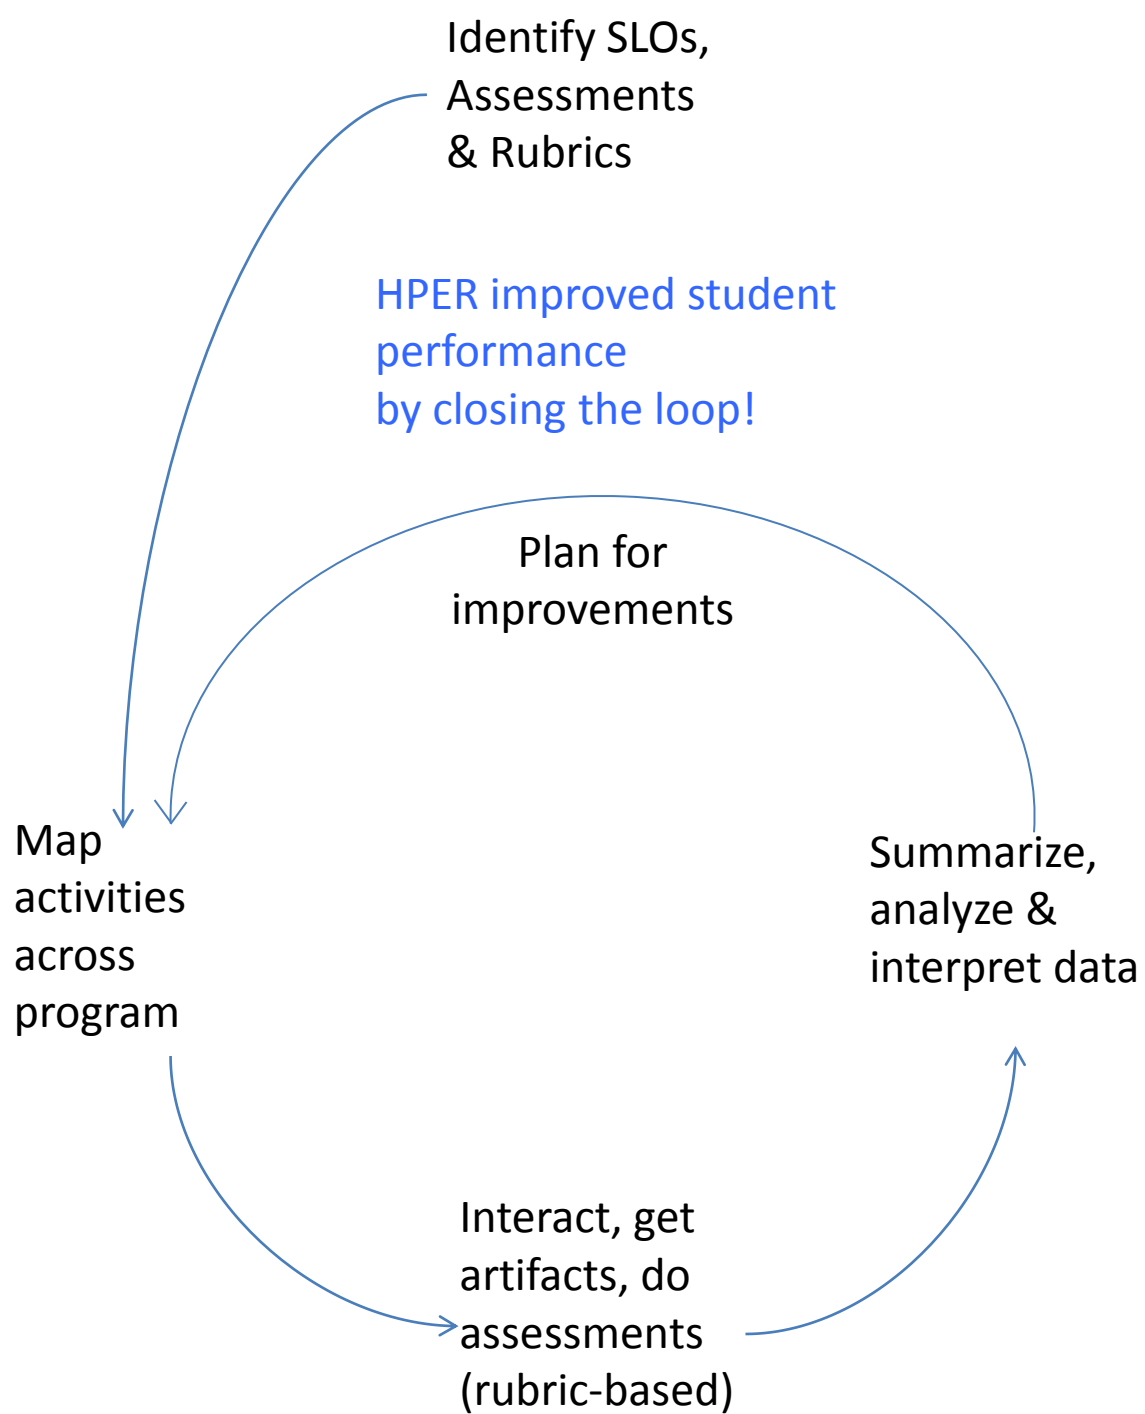 Identify SLOs,
Assessments
& Rubrics
HPER improved student
performance
by closing the loop!
Plan for
improvements
Map
activities
across
program
Summarize,
analyze &
interpret data
Interact, get
artifacts, do
assessments
(rubric-based)